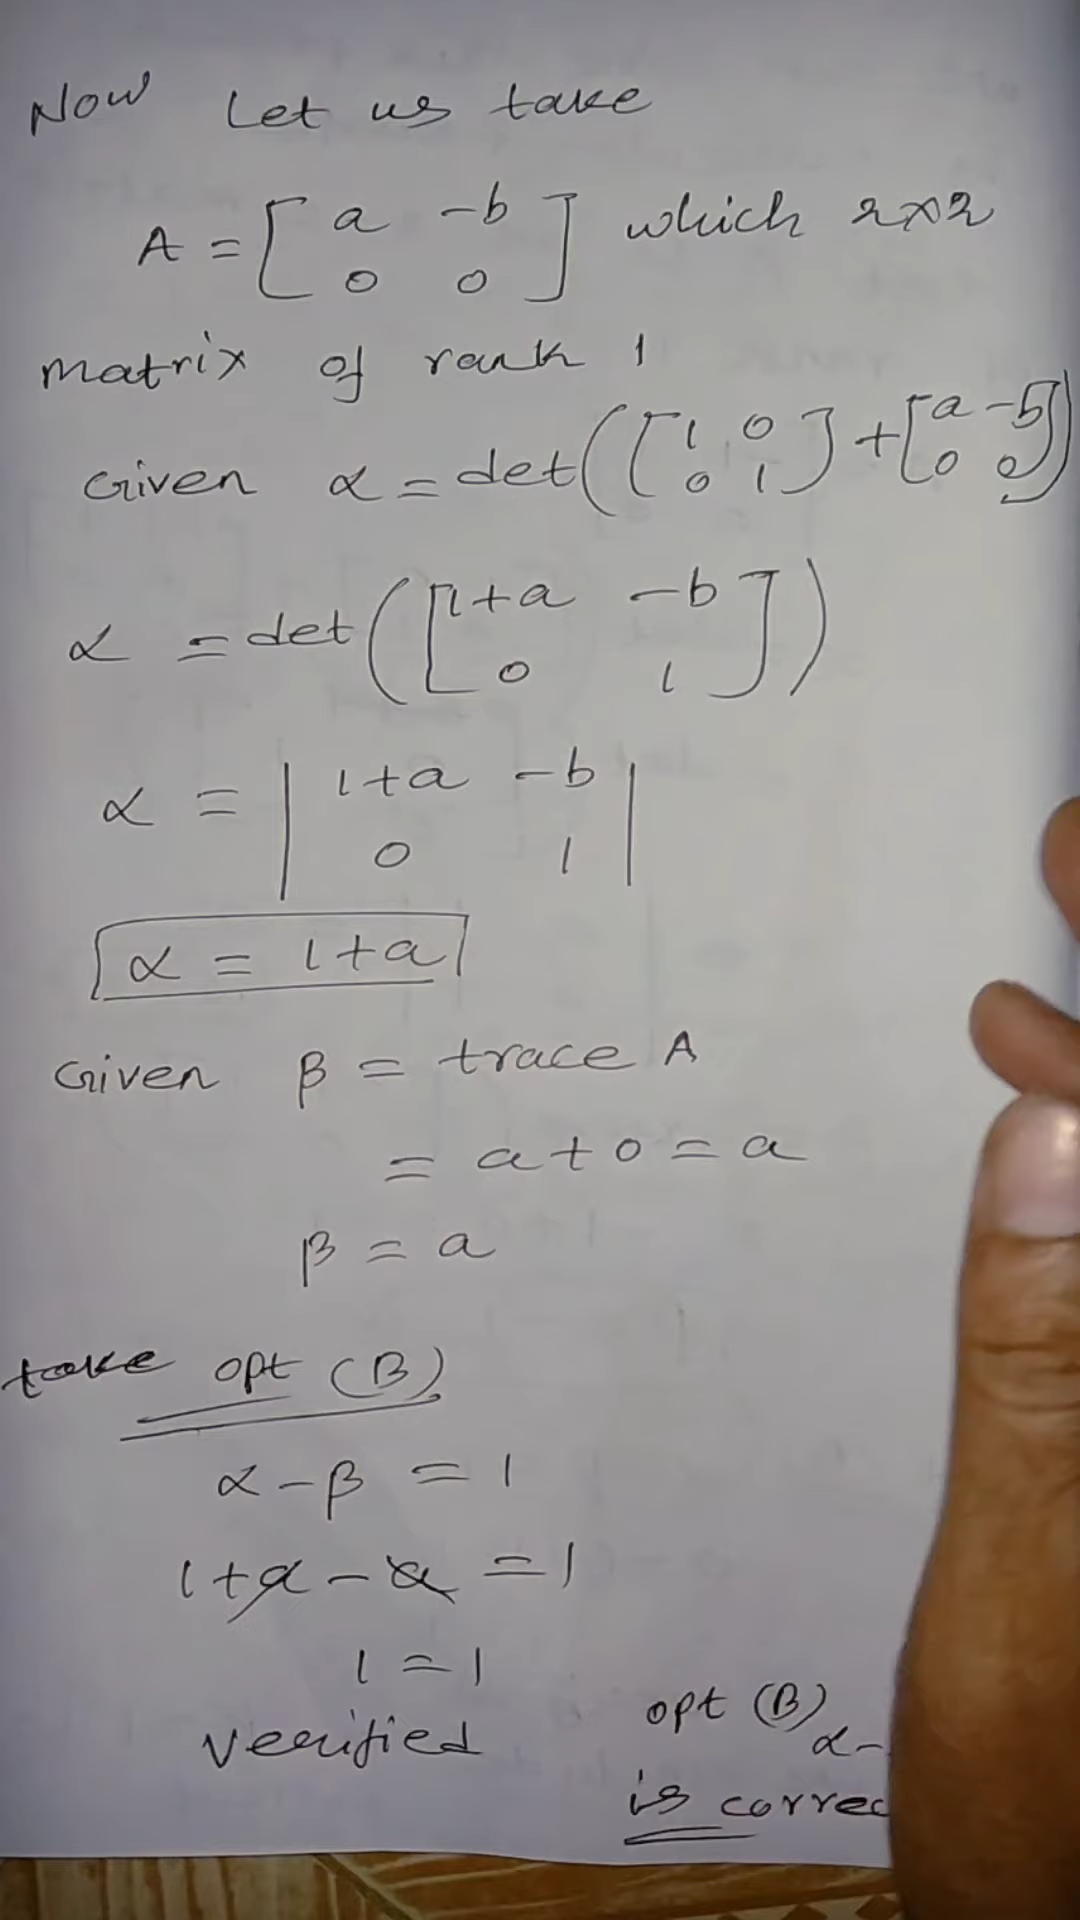 Now Let us take
A = [ a -b
0 0 ] which 2x2
matrix of rank 1
Given α = det([ 1 0
0 1 ] + [ a -b
0 0 ])
α = det([ 1+a -b
0 1 ])
α = | 1+a -b
0 1 |
α = 1+a
Given β = trace A
= a+0 = a
β = a
take opt (B)
α-β = 1
1+a-a = 1
1 = 1
verified
opt (B)
α-
is correc